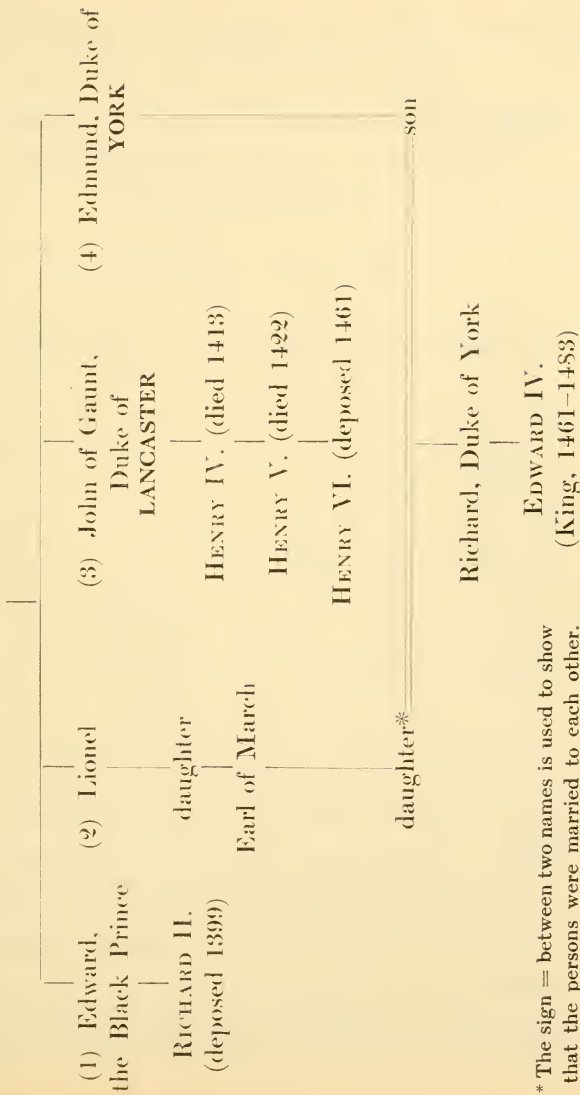 (1) Edward,
the Black Prince
RICHARD II.
(deposed 1399)
(2) Lionel
daughter
Earl of March
daughter*
(3) John of Gaunt,
Duke of
LANCASTER
HENRY IV. (died 1413)
HENRY V. (died 1422)
HENRY VI. (deposed 1461)
(4) Edmund, Duke of
YORK
son
Richard, Duke of York
EDWARD IV.
(King, 1461–1483)
* The sign = between two names is used to show
that the persons were married to each other.